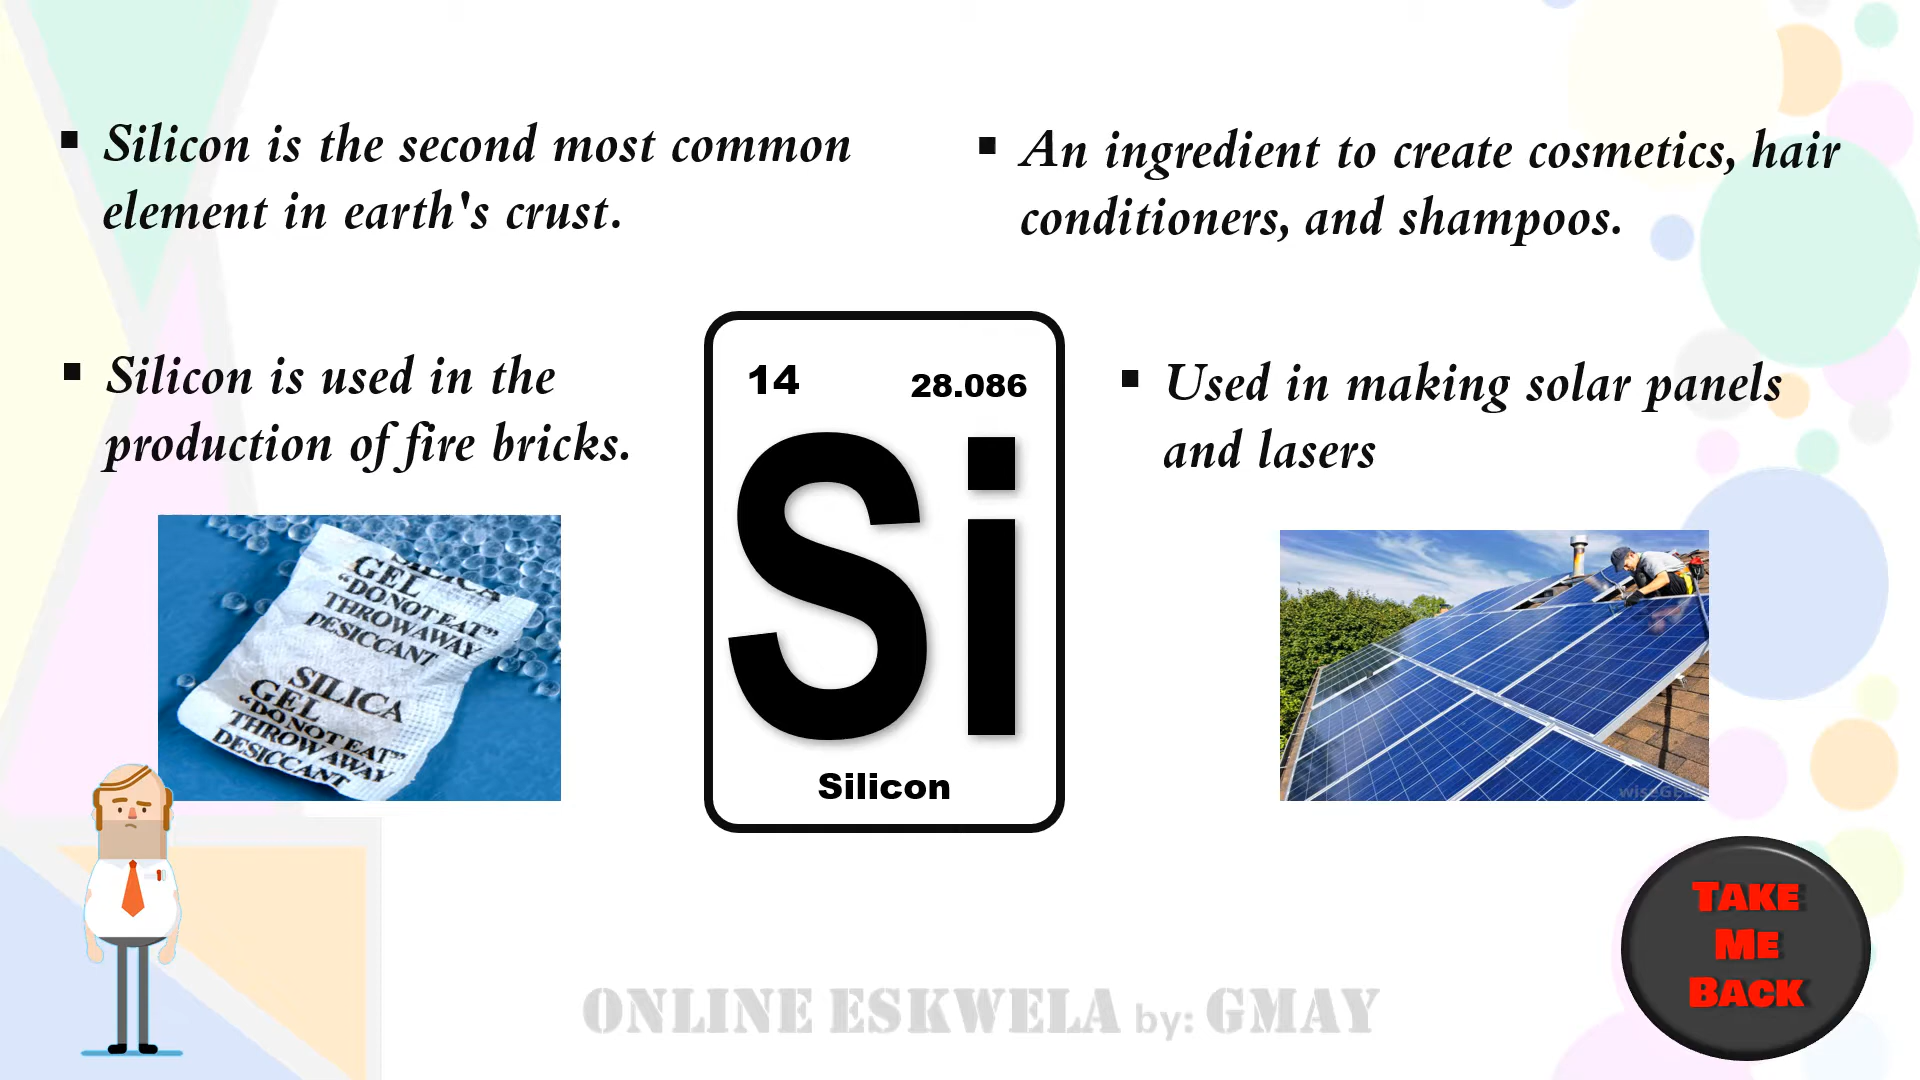 ▪ Silicon is the second most common
element in earth's crust.
▪ An ingredient to create cosmetics, hair
conditioners, and shampoos.
▪ Silicon is used in the
production of fire bricks.
14 28.086
Si
Silicon
▪ Used in making solar panels
and lasers
SILICA
GEL
“DO NOT EAT”
THROW AWAY
DESICCANT
SILICA
GEL
“DO NOT EAT”
THROW AWAY
DESICCANT
TAKE
ME
BACK
ONLINE ESKWELA by: GMAY